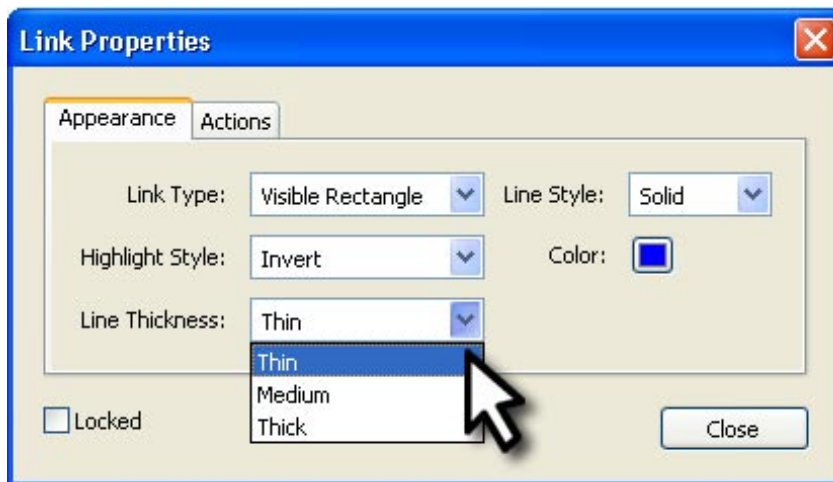 Link Properties
Appearance Actions
Link Type: Visible Rectangle Line Style: Solid
Highlight Style: Invert Color:
Line Thickness: Thin
Thin
Medium
Thick
Locked Close